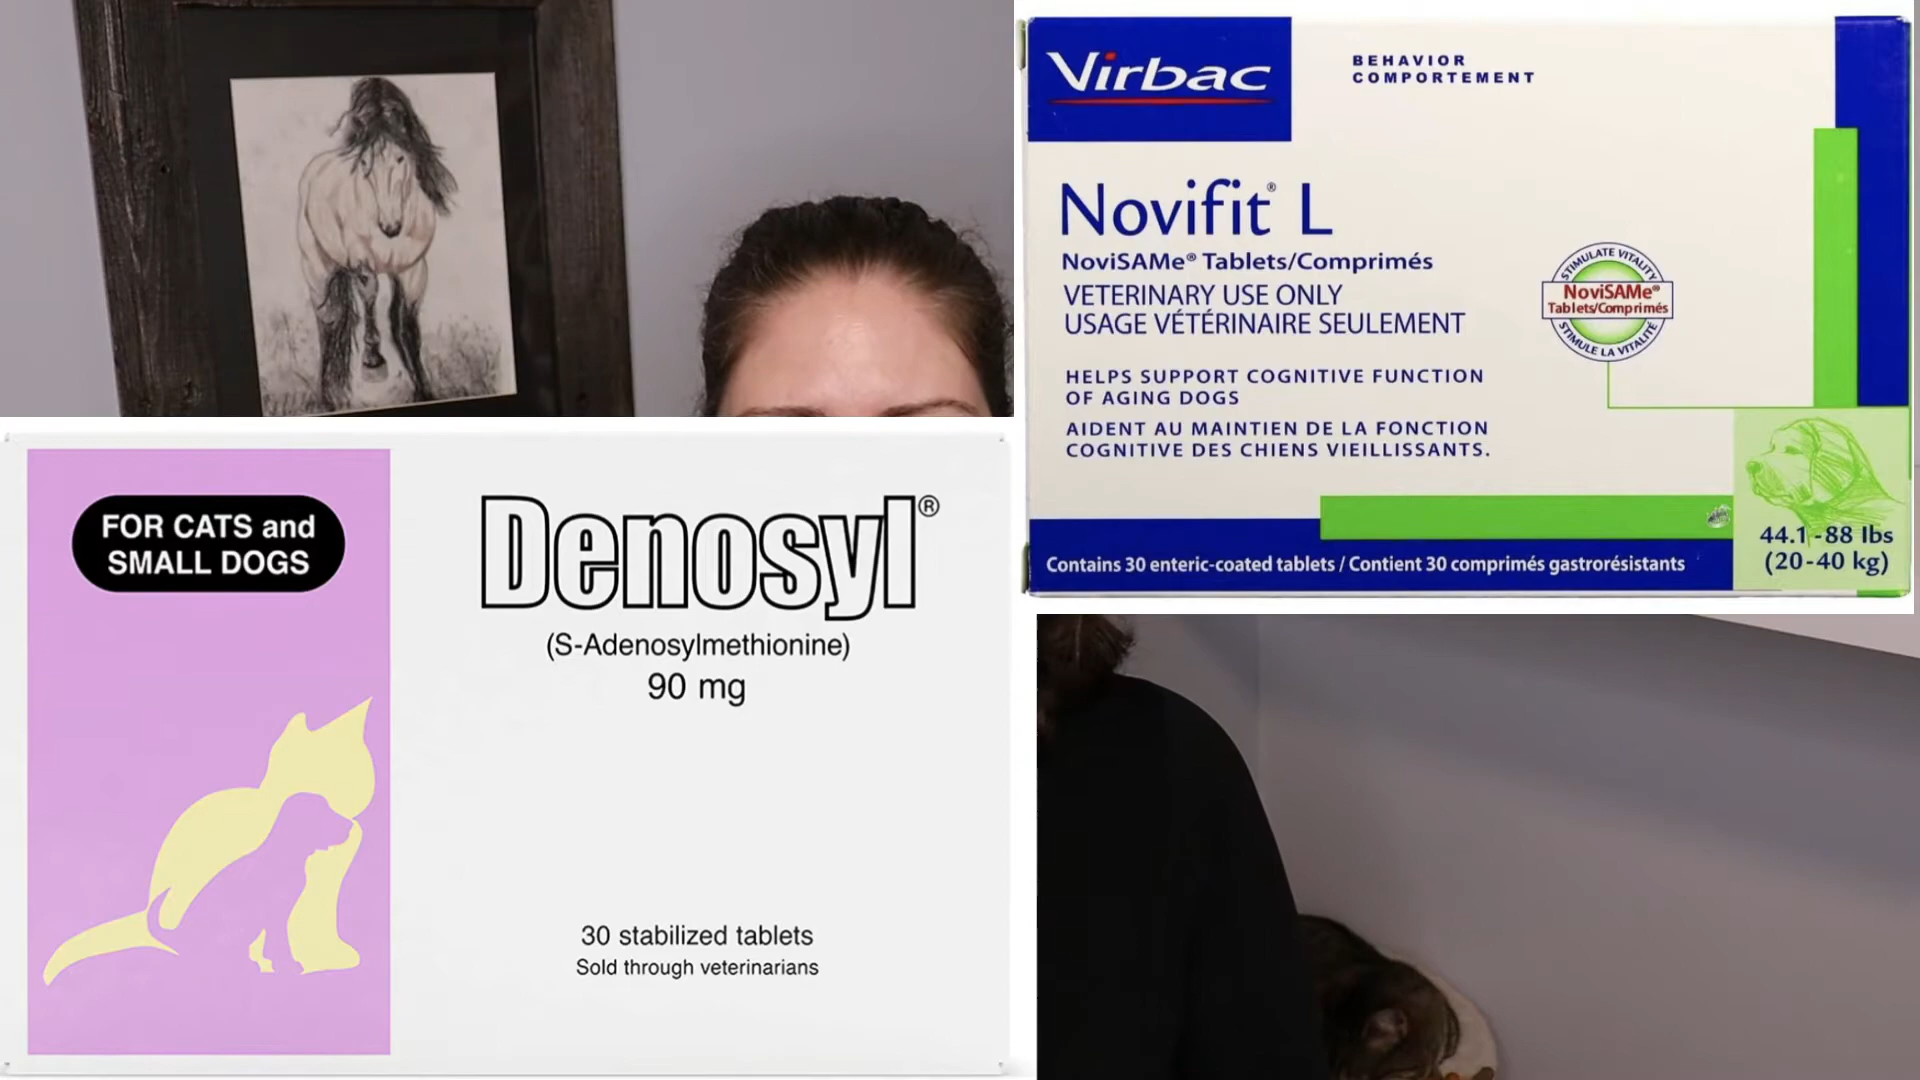 Virbac
BEHAVIOR
COMPORTEMENT
Novifit® L
NoviSAMe® Tablets/Comprimés
VETERINARY USE ONLY
USAGE VÉTÉRINAIRE SEULEMENT
STIMULATE VITALITY
NoviSAMe®
Tablets/Comprimés
STIMULE LA VITALITÉ
HELPS SUPPORT COGNITIVE FUNCTION
OF AGING DOGS
AIDENT AU MAINTIEN DE LA FONCTION
COGNITIVE DES CHIENS VIEILLISSANTS.
44.1-88 lbs
(20-40 kg)
Contains 30 enteric-coated tablets / Contient 30 comprimés gastrorésistants
FOR CATS and
SMALL DOGS
Denosyl®
(S-Adenosylmethionine)
90 mg
30 stabilized tablets
Sold through veterinarians